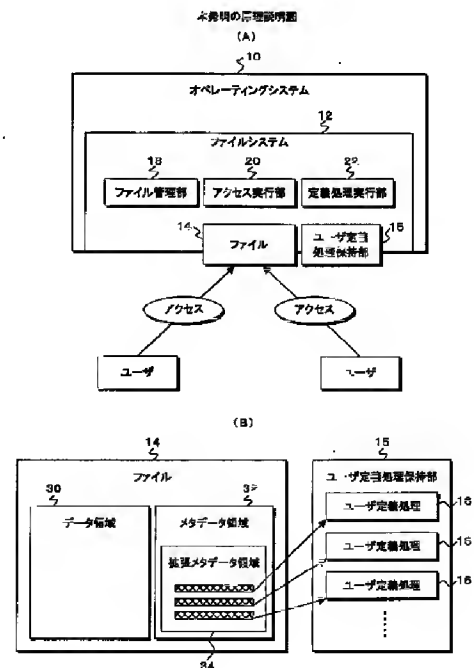 本発明の原理説明図
(A)
10
オペレーティングシステム
12
ファイルシステム
18
20
22
ファイル管理部
アクセス実行部
定義処理実行部
14
15
ファイル
ユーザ定義
処理保持部
アクセス
アクセス
ユーザ
ユーザ
(B)
14
15
ファイル
ユーザ定義処理保持部
30
32
データ領域
メタデータ領域
拡張メタデータ領域
ユーザ定義処理
16
ユーザ定義処理
16
ユーザ定義処理
16
34